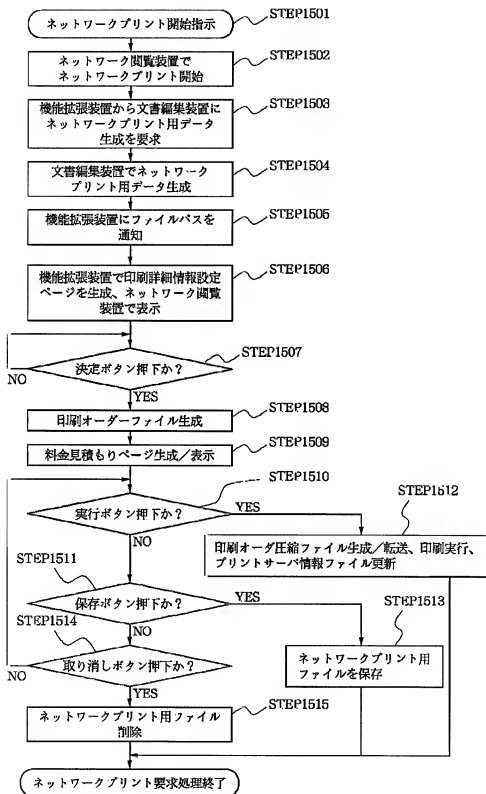 ネットワークプリント開始指示
STEP1501
ネットワーク閲覧装置で
ネットワークプリント開始
STEP1502
機能拡張装置から文書編集装置に
ネットワークプリント用データ
生成を要求
STEP1503
文書編集装置でネットワーク
プリント用データ生成
STEP1504
機能拡張装置にファイルパスを
通知
STEP1505
機能拡張装置で印刷詳細情報設定
ページを生成、ネットワーク閲覧
装置で表示
STEP1506
決定ボタン押下か？
STEP1507
NO
YES
印刷オーダーファイル生成
STEP1508
料金見積もりページ生成／表示
STEP1509
実行ボタン押下か？
STEP1510
YES
NO
STEP1512
印刷オーダ圧縮ファイル生成／転送、印刷実行、
プリントサーバ情報ファイル更新
STEP1511
保存ボタン押下か？
YES
NO
STEP1513
ネットワークプリント用
ファイルを保存
STEP1514
取り消しボタン押下か？
NO
YES
ネットワークプリント用ファイル
削除
STEP1515
ネットワークプリント要求処理終了